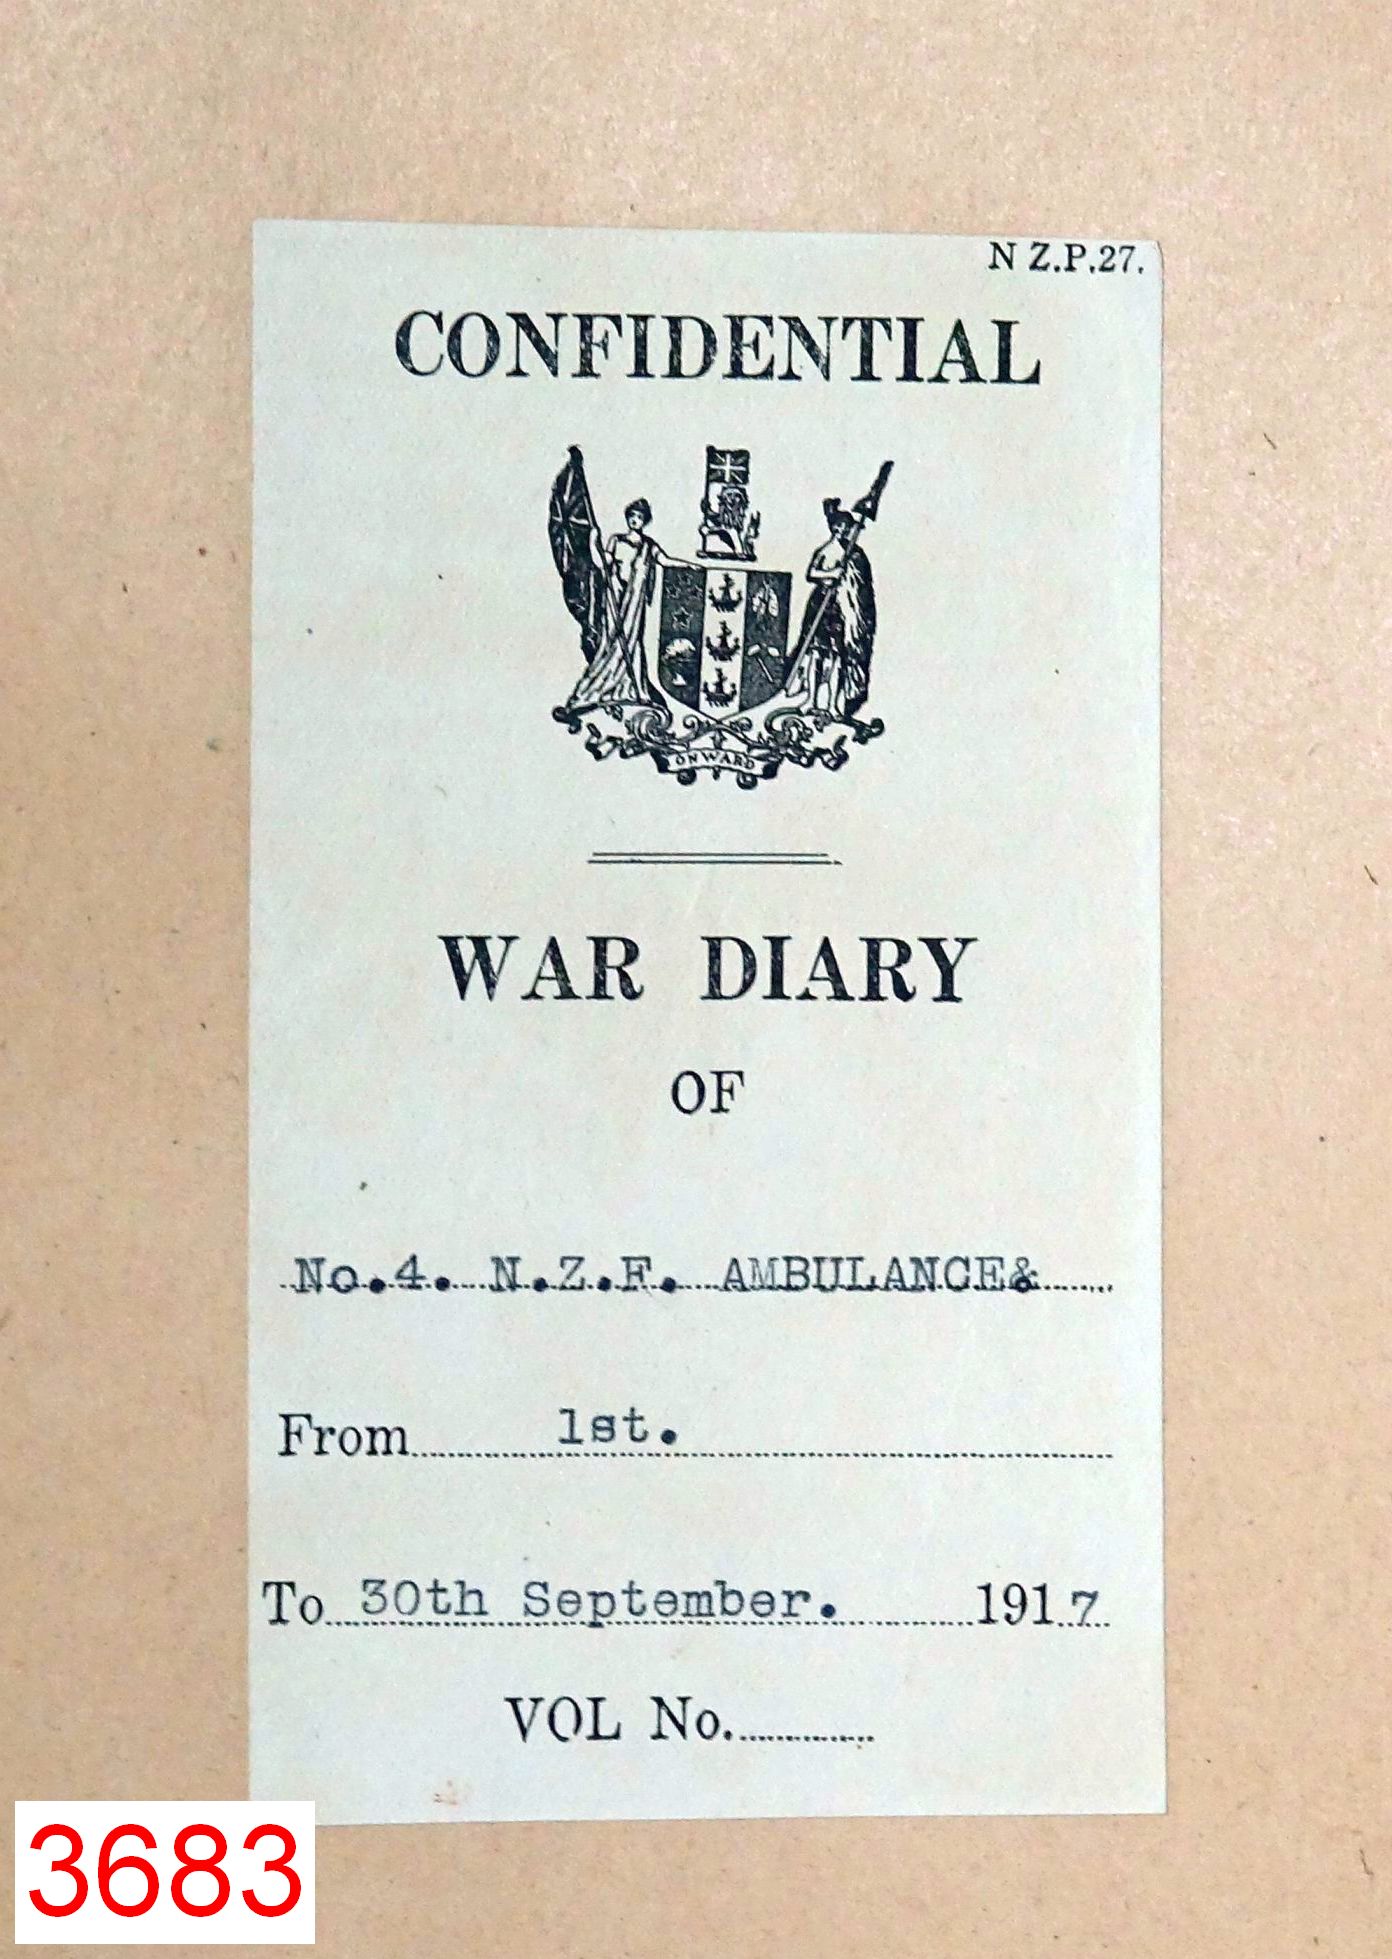 N Z.P.27.
CONFIDENTIAL
ONWARD
WAR DIARY
OF
No.4. N.Z.F. AMBULANCE&
From 1st.
To 30th September. 1917
VOL No.
3683